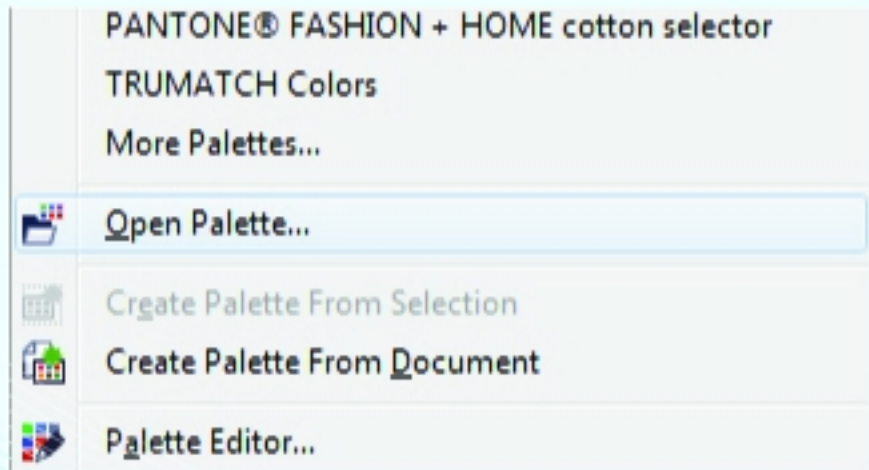 PANTONE® FASHION + HOME cotton selector
TRUMATCH Colors
More Palettes...
Open Palette...
Create Palette From Selection
Create Palette From Document
Palette Editor...